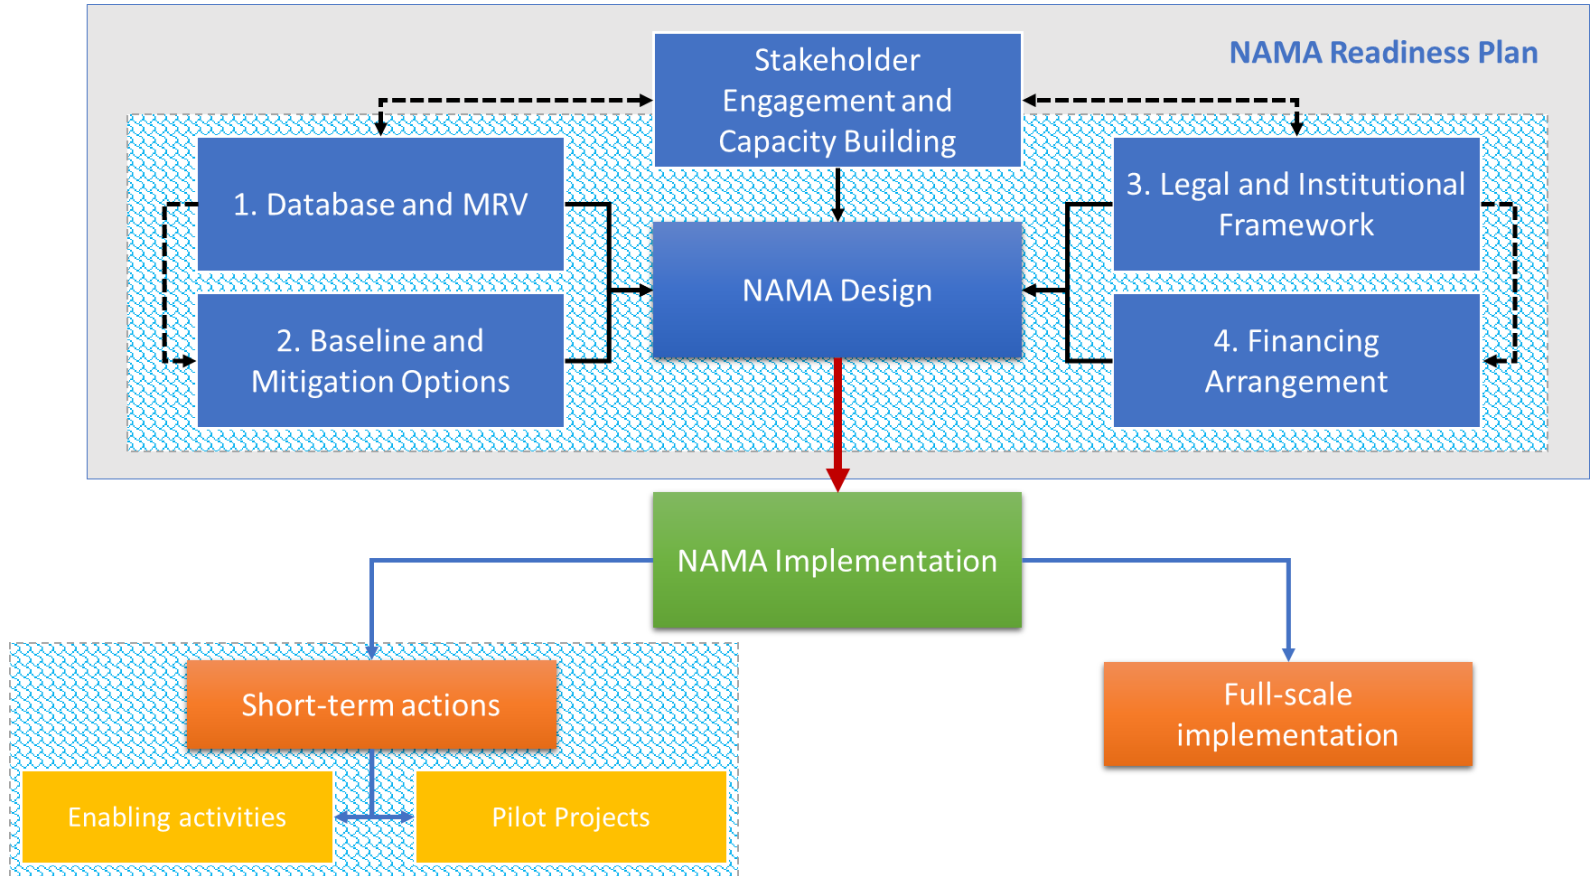 NAMA Readiness Plan
Stakeholder
Engagement and
Capacity Building
1. Database and MRV
3. Legal and Institutional
Framework
NAMA Design
2. Baseline and
Mitigation Options
4. Financing
Arrangement
NAMA Implementation
Short-term actions
Full-scale
implementation
Enabling activities
Pilot Projects